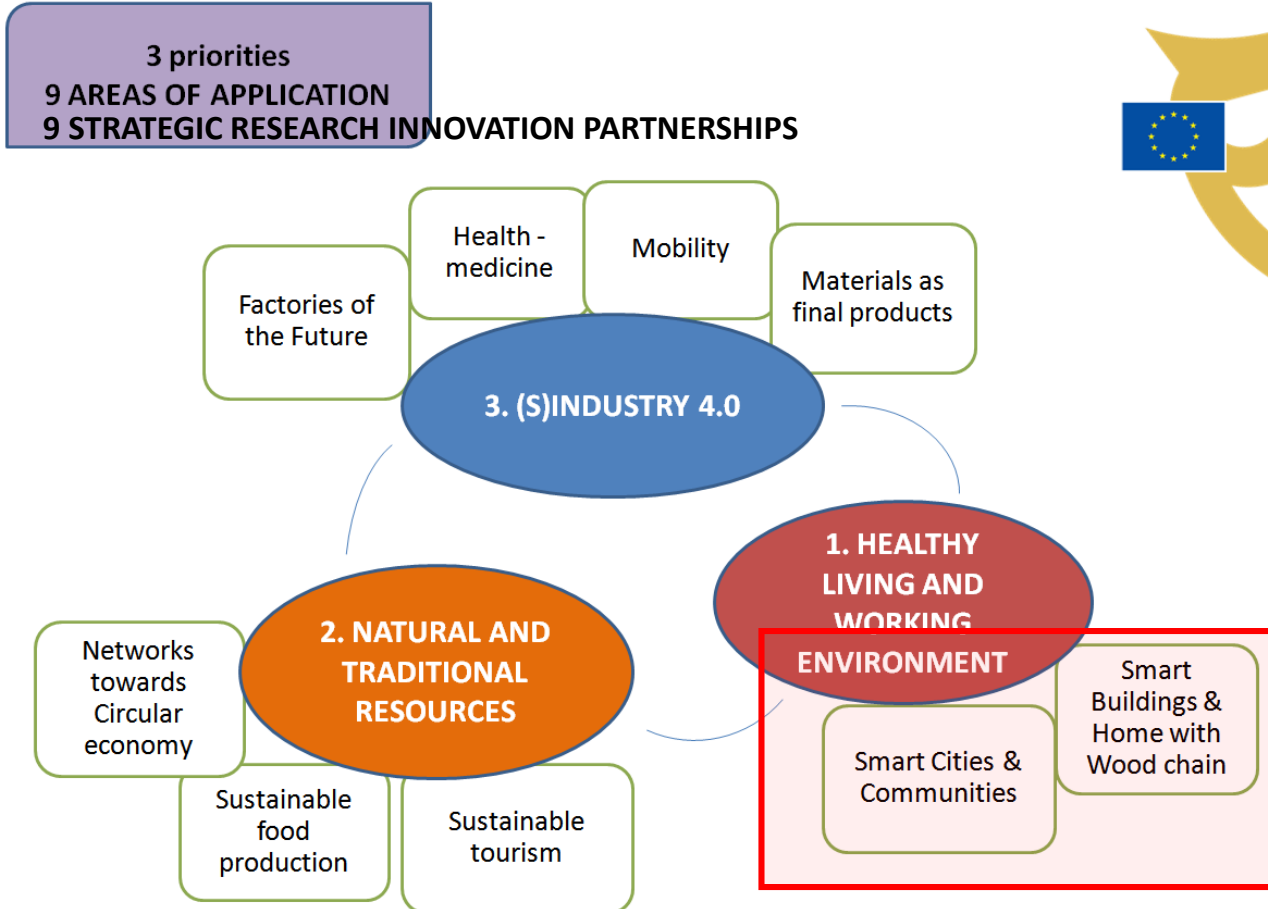 3 priorities
9 AREAS OF APPLICATION
9 STRATEGIC RESEARCH INNOVATION PARTNERSHIPS
Factories of
the Future
Health -
medicine
Mobility
Materials as
final products
3. (S)INDUSTRY 4.0
1. HEALTHY
LIVING AND
WORKING
ENVIRONMENT
2. NATURAL AND
TRADITIONAL
RESOURCES
Networks
towards
Circular
economy
Sustainable
food
production
Sustainable
tourism
Smart Cities &
Communities
Smart
Buildings &
Home with
Wood chain